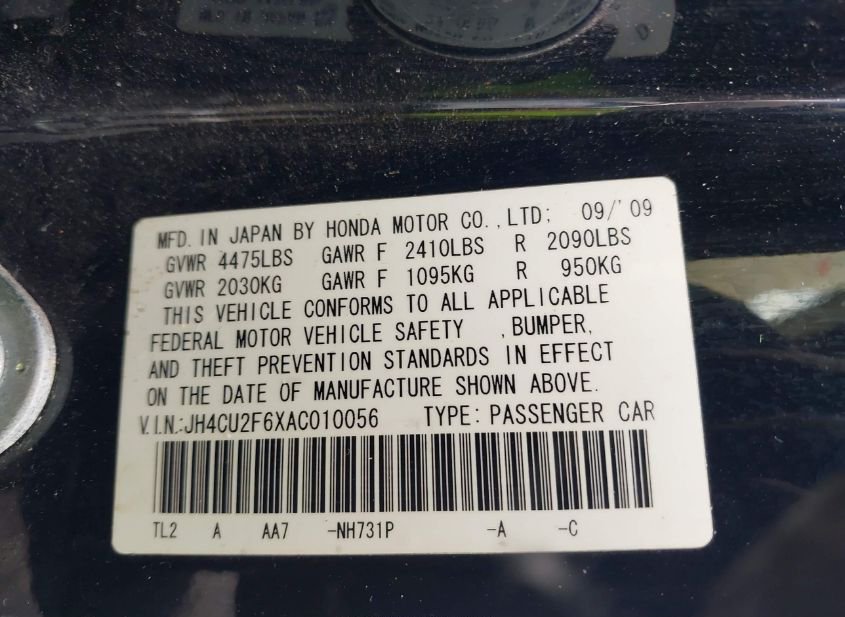 MFD. IN JAPAN BY HONDA MOTOR CO.,LTD; 09/'09
GVWR 4475LBS GAWR F 2410LBS R 2090LBS
GVWR 2030KG GAWR F 1095KG R 950KG
THIS VEHICLE CONFORMS TO ALL APPLICABLE
FEDERAL MOTOR VEHICLE SAFETY ,BUMPER,
AND THEFT PREVENTION STANDARDS IN EFFECT
ON THE DATE OF MANUFACTURE SHOWN ABOVE.
V.I.N.:JH4CU2F6XAC010056 TYPE: PASSENGER CAR
TL2 A AA7 -NH731P -A -C